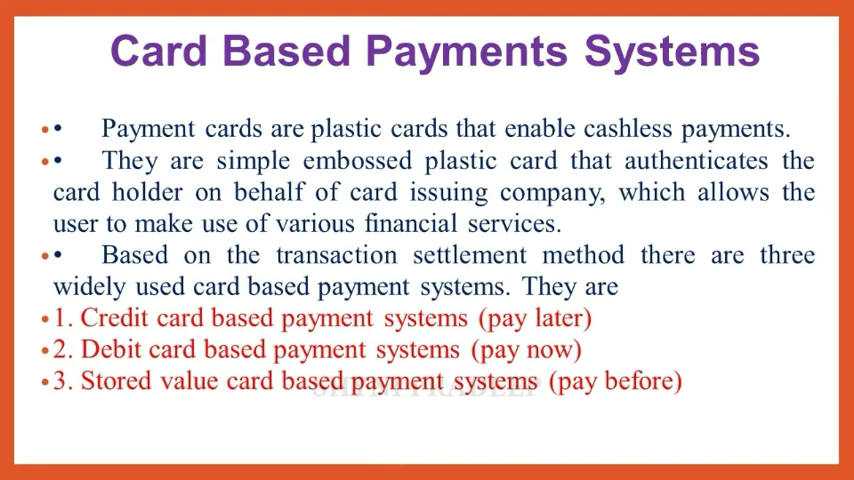 Card Based Payments Systems
•• Payment cards are plastic cards that enable cashless payments.
•• They are simple embossed plastic card that authenticates the
card holder on behalf of card issuing company, which allows the
user to make use of various financial services.
•• Based on the transaction settlement method there are three
widely used card based payment systems. They are
•1. Credit card based payment systems (pay later)
•2. Debit card based payment systems (pay now)
•3. Stored value card based payment systems (pay before)